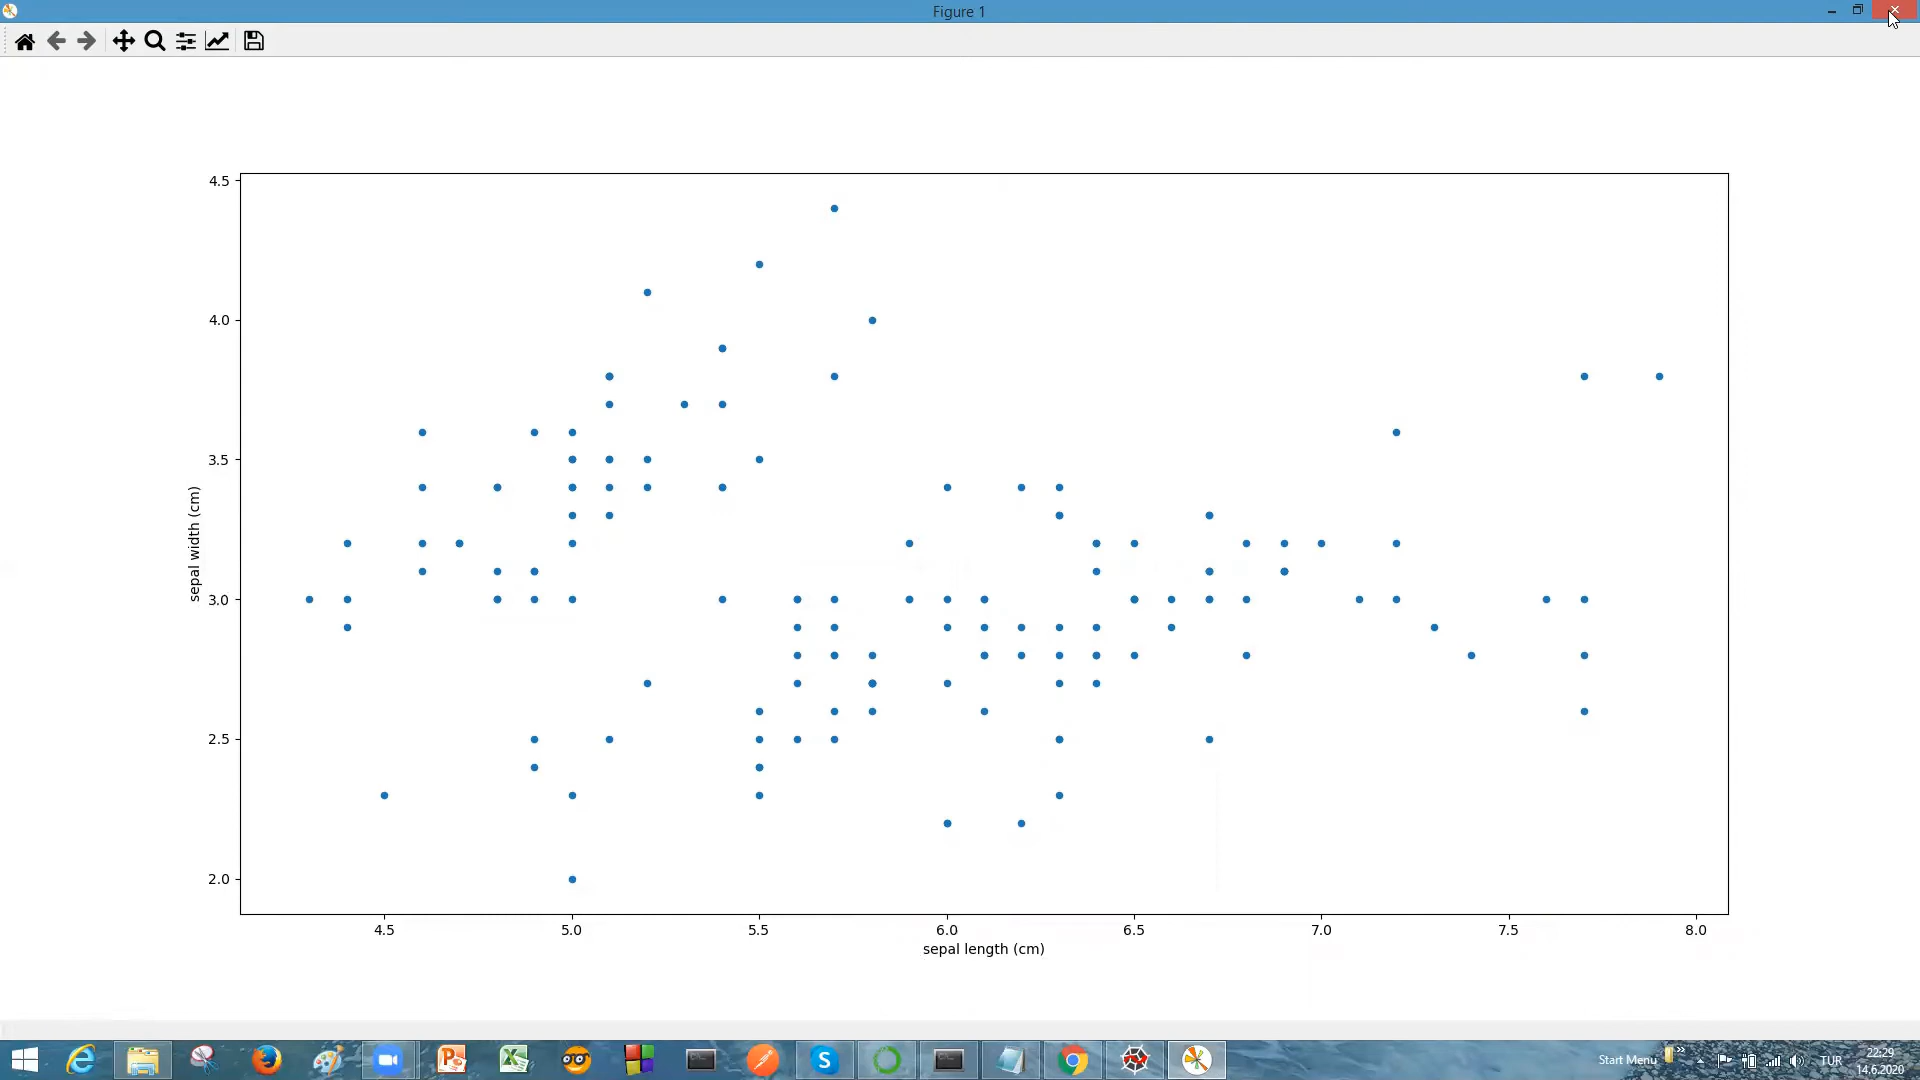 Figure 1
4.5
4.0
3.5
3.0
2.5
2.0
sepal width (cm)
4.5 5.0 5.5 6.0 6.5 7.0 7.5 8.0
sepal length (cm)
Start Menu
TUR
22:29
14.6.2020